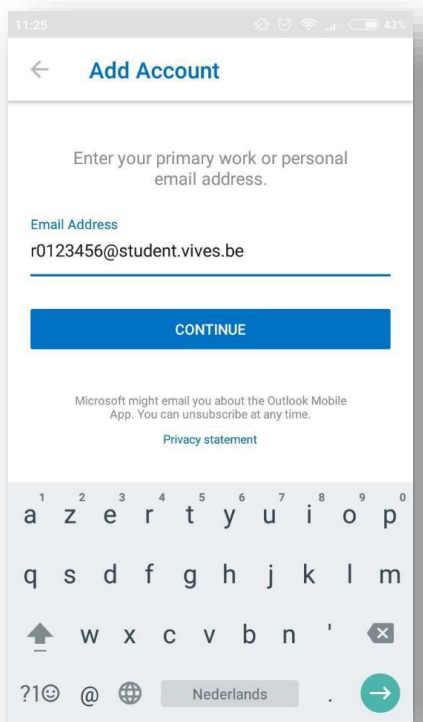 11:25 43%
Add Account
Enter your primary work or personal
email address.
Email Address
r0123456@student.vives.be
CONTINUE
Microsoft might email you about the Outlook Mobile
App. You can unsubscribe at any time.
Privacy statement
1 2 3 4 5 6 7 8 9 0
a z e r t y u i o p
q s d f g h j k l m
w x c v b n '
?1☺ @ Nederlands .